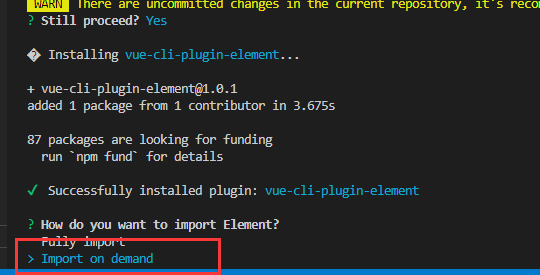 WARN There are uncommitted changes in the current repository, it's reco
? Still proceed? Yes
� Installing vue-cli-plugin-element...
+ vue-cli-plugin-element@1.0.1
added 1 package from 1 contributor in 3.675s
87 packages are looking for funding
run `npm fund` for details
✔ Successfully installed plugin: vue-cli-plugin-element
? How do you want to import Element?
Fully import
> Import on demand